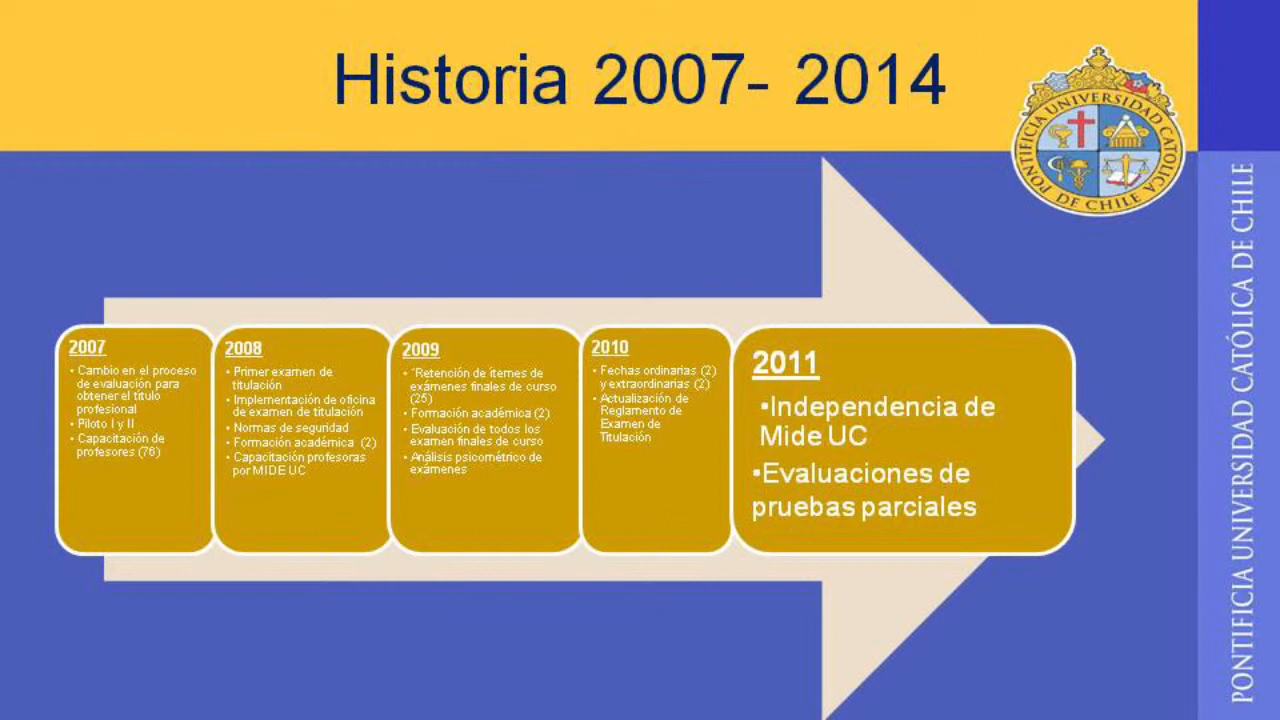 Historia 2007- 2014
PONTIFICIA UNIVERSIDAD CATOLICA
DE CHILE
PONTIFICIA UNIVERSIDAD CATÓLICA DE CHILE
2007
• Cambio en el proceso
de evaluación para
obtener el título
profesional
• Piloto I y II
• Capacitación de
profesores (76)
2008
• Primer examen de
titulación
• Implementación de oficina
de examen de titulación
• Normas de seguridad
• Formación académica (2)
• Capacitación profesoras
por MIDE UC
2009
• "Retención de ítemes de
exámenes finales de curso
(25)
• Formación académica (2)
• Evaluación de todos los
examen finales de curso
• Análisis psicométrico de
exámenes
2010
• Fechas ordinarias (2)
y extraordinarias (2)
• Actualización de
Reglamento de
Examen de
Titulación
2011
•Independencia de
Mide UC
•Evaluaciones de
pruebas parciales